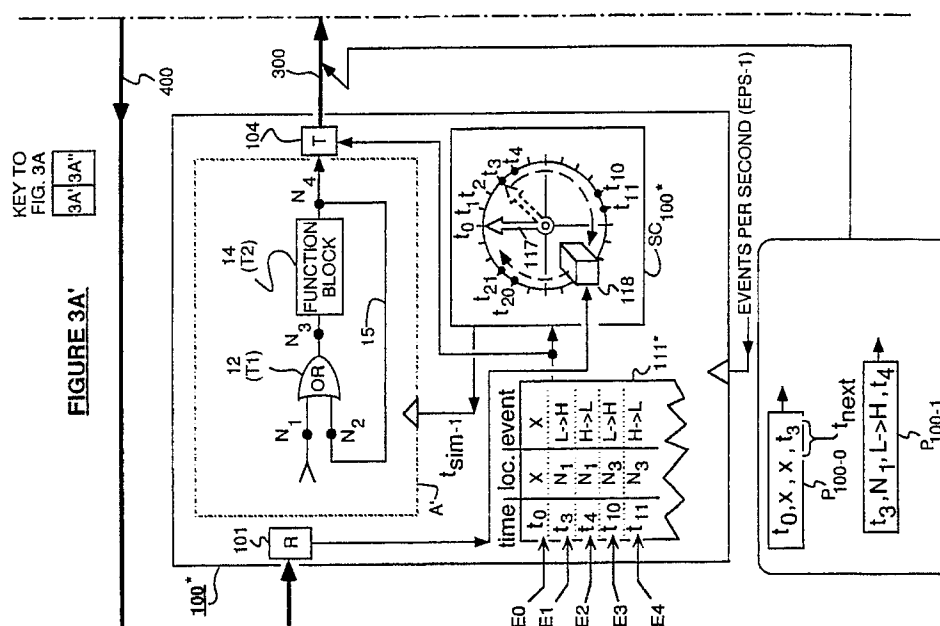 FIGURE 3A'
KEY TO
FIG. 3A
3A' 3A"
400
300
100*
101
R
104
T
A'
N1
N2
12
(T1)
OR
N3
14
(T2)
FUNCTION
BLOCK
N4
15
tsim-1
t0 t1 t2 t3 t4
t10
t11
t20
t21
117
118
SC100*
111*
time loc. event
E0 t0 X X
E1 t3 N1 L->H
E2 t4 N1 H->L
E3 t10 N3 L->H
E4 t11 N3 H->L
EVENTS PER SECOND (EPS-1)
t0,x, x, t3
tnext
P100-0
t3, N1, L->H, t4
P100-1